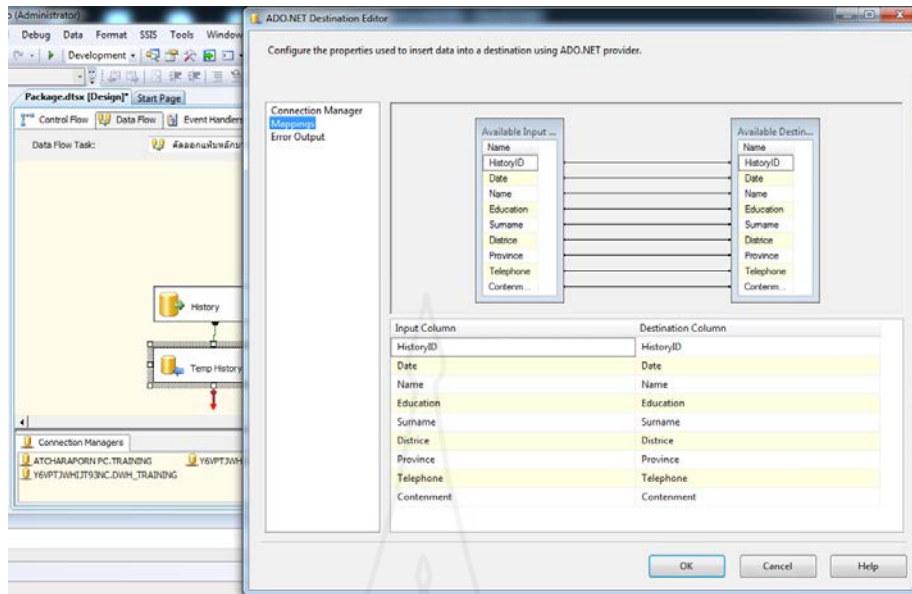 (Administrator)
Debug Data Format SSIS Tools Window
Development
Package.dtsx [Design]* Start Page
Control Flow Data Flow Event Handlers
Data Flow Task:
History
Temp History
Connection Managers
ATCHARAPORN PC.TRAINING
Y6VPTJWHIJT93NC.DWH_TRAINING
ADO.NET Destination Editor
Configure the properties used to insert data into a destination using ADO.NET provider.
Connection Manager
Mappings
Error Output
Available Input ...
Name
HistoryID
Date
Name
Education
Surname
Districe
Province
Telephone
Contenm...
Available Destin...
Name
HistoryID
Date
Name
Education
Surname
Districe
Province
Telephone
Contenm...
Input Column Destination Column
HistoryID HistoryID
Date Date
Name Name
Education Education
Surname Surname
Districe Districe
Province Province
Telephone Telephone
Contenment Contenment
OK Cancel Help